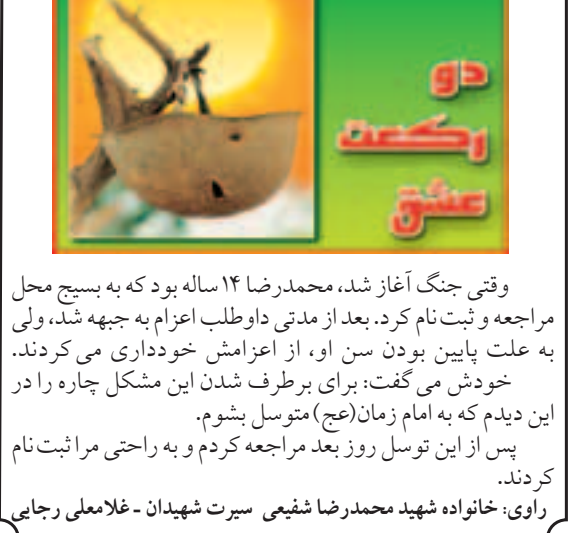 دو
رکعت
عشق
وقتی جنگ آغاز شد، محمدرضا ۱۴ساله بود که به بسیج محل
مراجعه و ثبت‌نام کرد. بعد از مدتی داوطلب اعزام به جبهه شد، ولی
به علت پایین بودن سن او، از اعزامش خودداری می‌کردند.
خودش می‌گفت: برای برطرف شدن این مشکل چاره را در
این دیدم که به امام زمان(عج) متوسل بشوم.
پس از این توسل روز بعد مراجعه کردم و به راحتی مرا ثبت‌نام
کردند.
راوی: خانواده شهید محمدرضا شفیعی سیرت شهیدان ـ غلامعلی رجایی